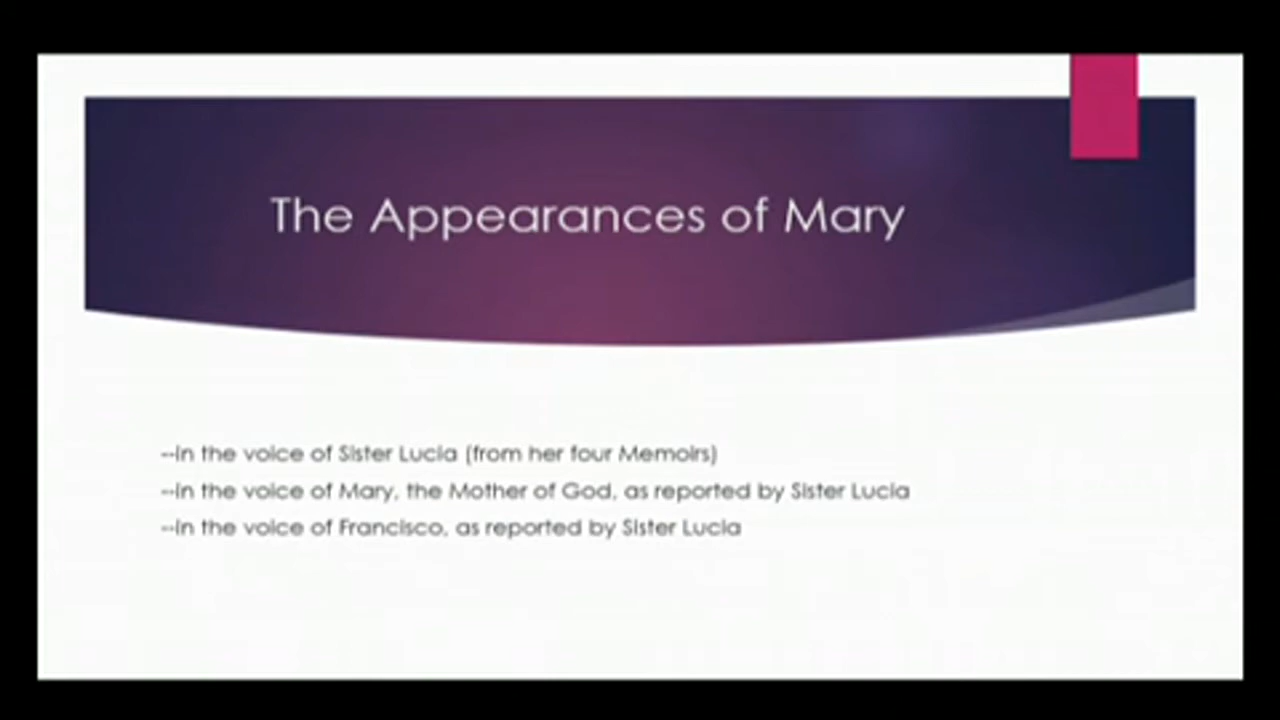 The Appearances of Mary
--In the voice of Sister Lucia (from her four Memoirs)
--In the voice of Mary, the Mother of God, as reported by Sister Lucia
--In the voice of Francisco, as reported by Sister Lucia